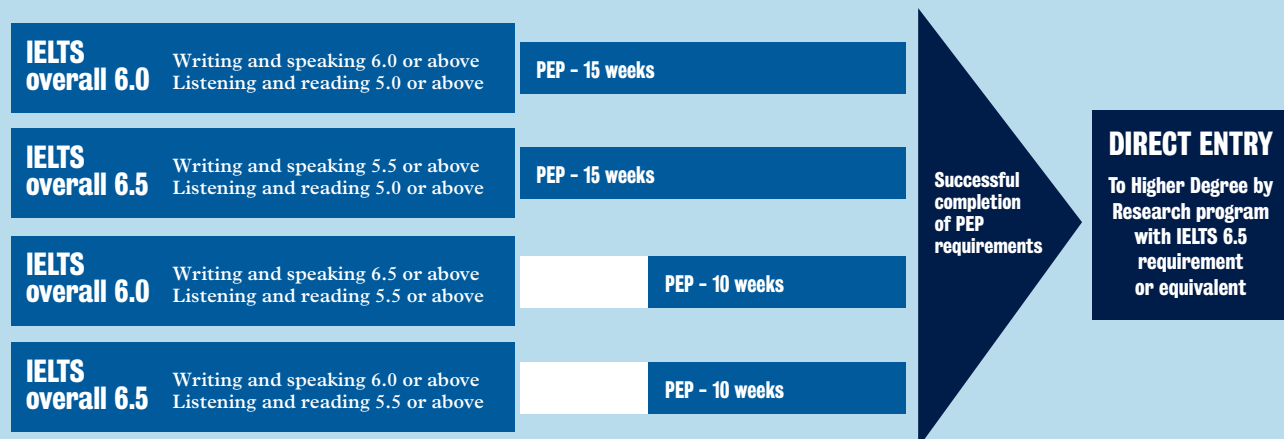 IELTS
overall 6.0
Writing and speaking 6.0 or above
Listening and reading 5.0 or above
PEP – 15 weeks
IELTS
overall 6.5
Writing and speaking 5.5 or above
Listening and reading 5.0 or above
PEP – 15 weeks
IELTS
overall 6.0
Writing and speaking 6.5 or above
Listening and reading 5.5 or above
PEP – 10 weeks
IELTS
overall 6.5
Writing and speaking 6.0 or above
Listening and reading 5.5 or above
PEP – 10 weeks
Successful
completion
of PEP
requirements
DIRECT ENTRY
To Higher Degree by
Research program
with IELTS 6.5
requirement
or equivalent